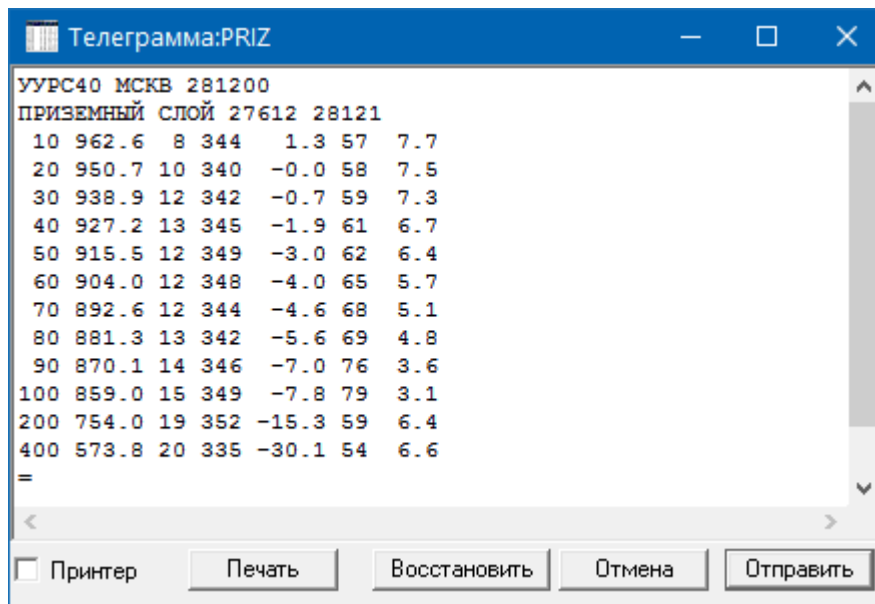 Телеграмма:PRIZ
УУРС40 МСКВ 281200
ПРИЗЕМНЫЙ СЛОЙ 27612 28121
10 962.6 8 344 1.3 57 7.7
20 950.7 10 340 -0.0 58 7.5
30 938.9 12 342 -0.7 59 7.3
40 927.2 13 345 -1.9 61 6.7
50 915.5 12 349 -3.0 62 6.4
60 904.0 12 348 -4.0 65 5.7
70 892.6 12 344 -4.6 68 5.1
80 881.3 13 342 -5.6 69 4.8
90 870.1 14 346 -7.0 76 3.6
100 859.0 15 349 -7.8 79 3.1
200 754.0 19 352 -15.3 59 6.4
400 573.8 20 335 -30.1 54 6.6
=
Принтер Печать Восстановить Отмена Отправить